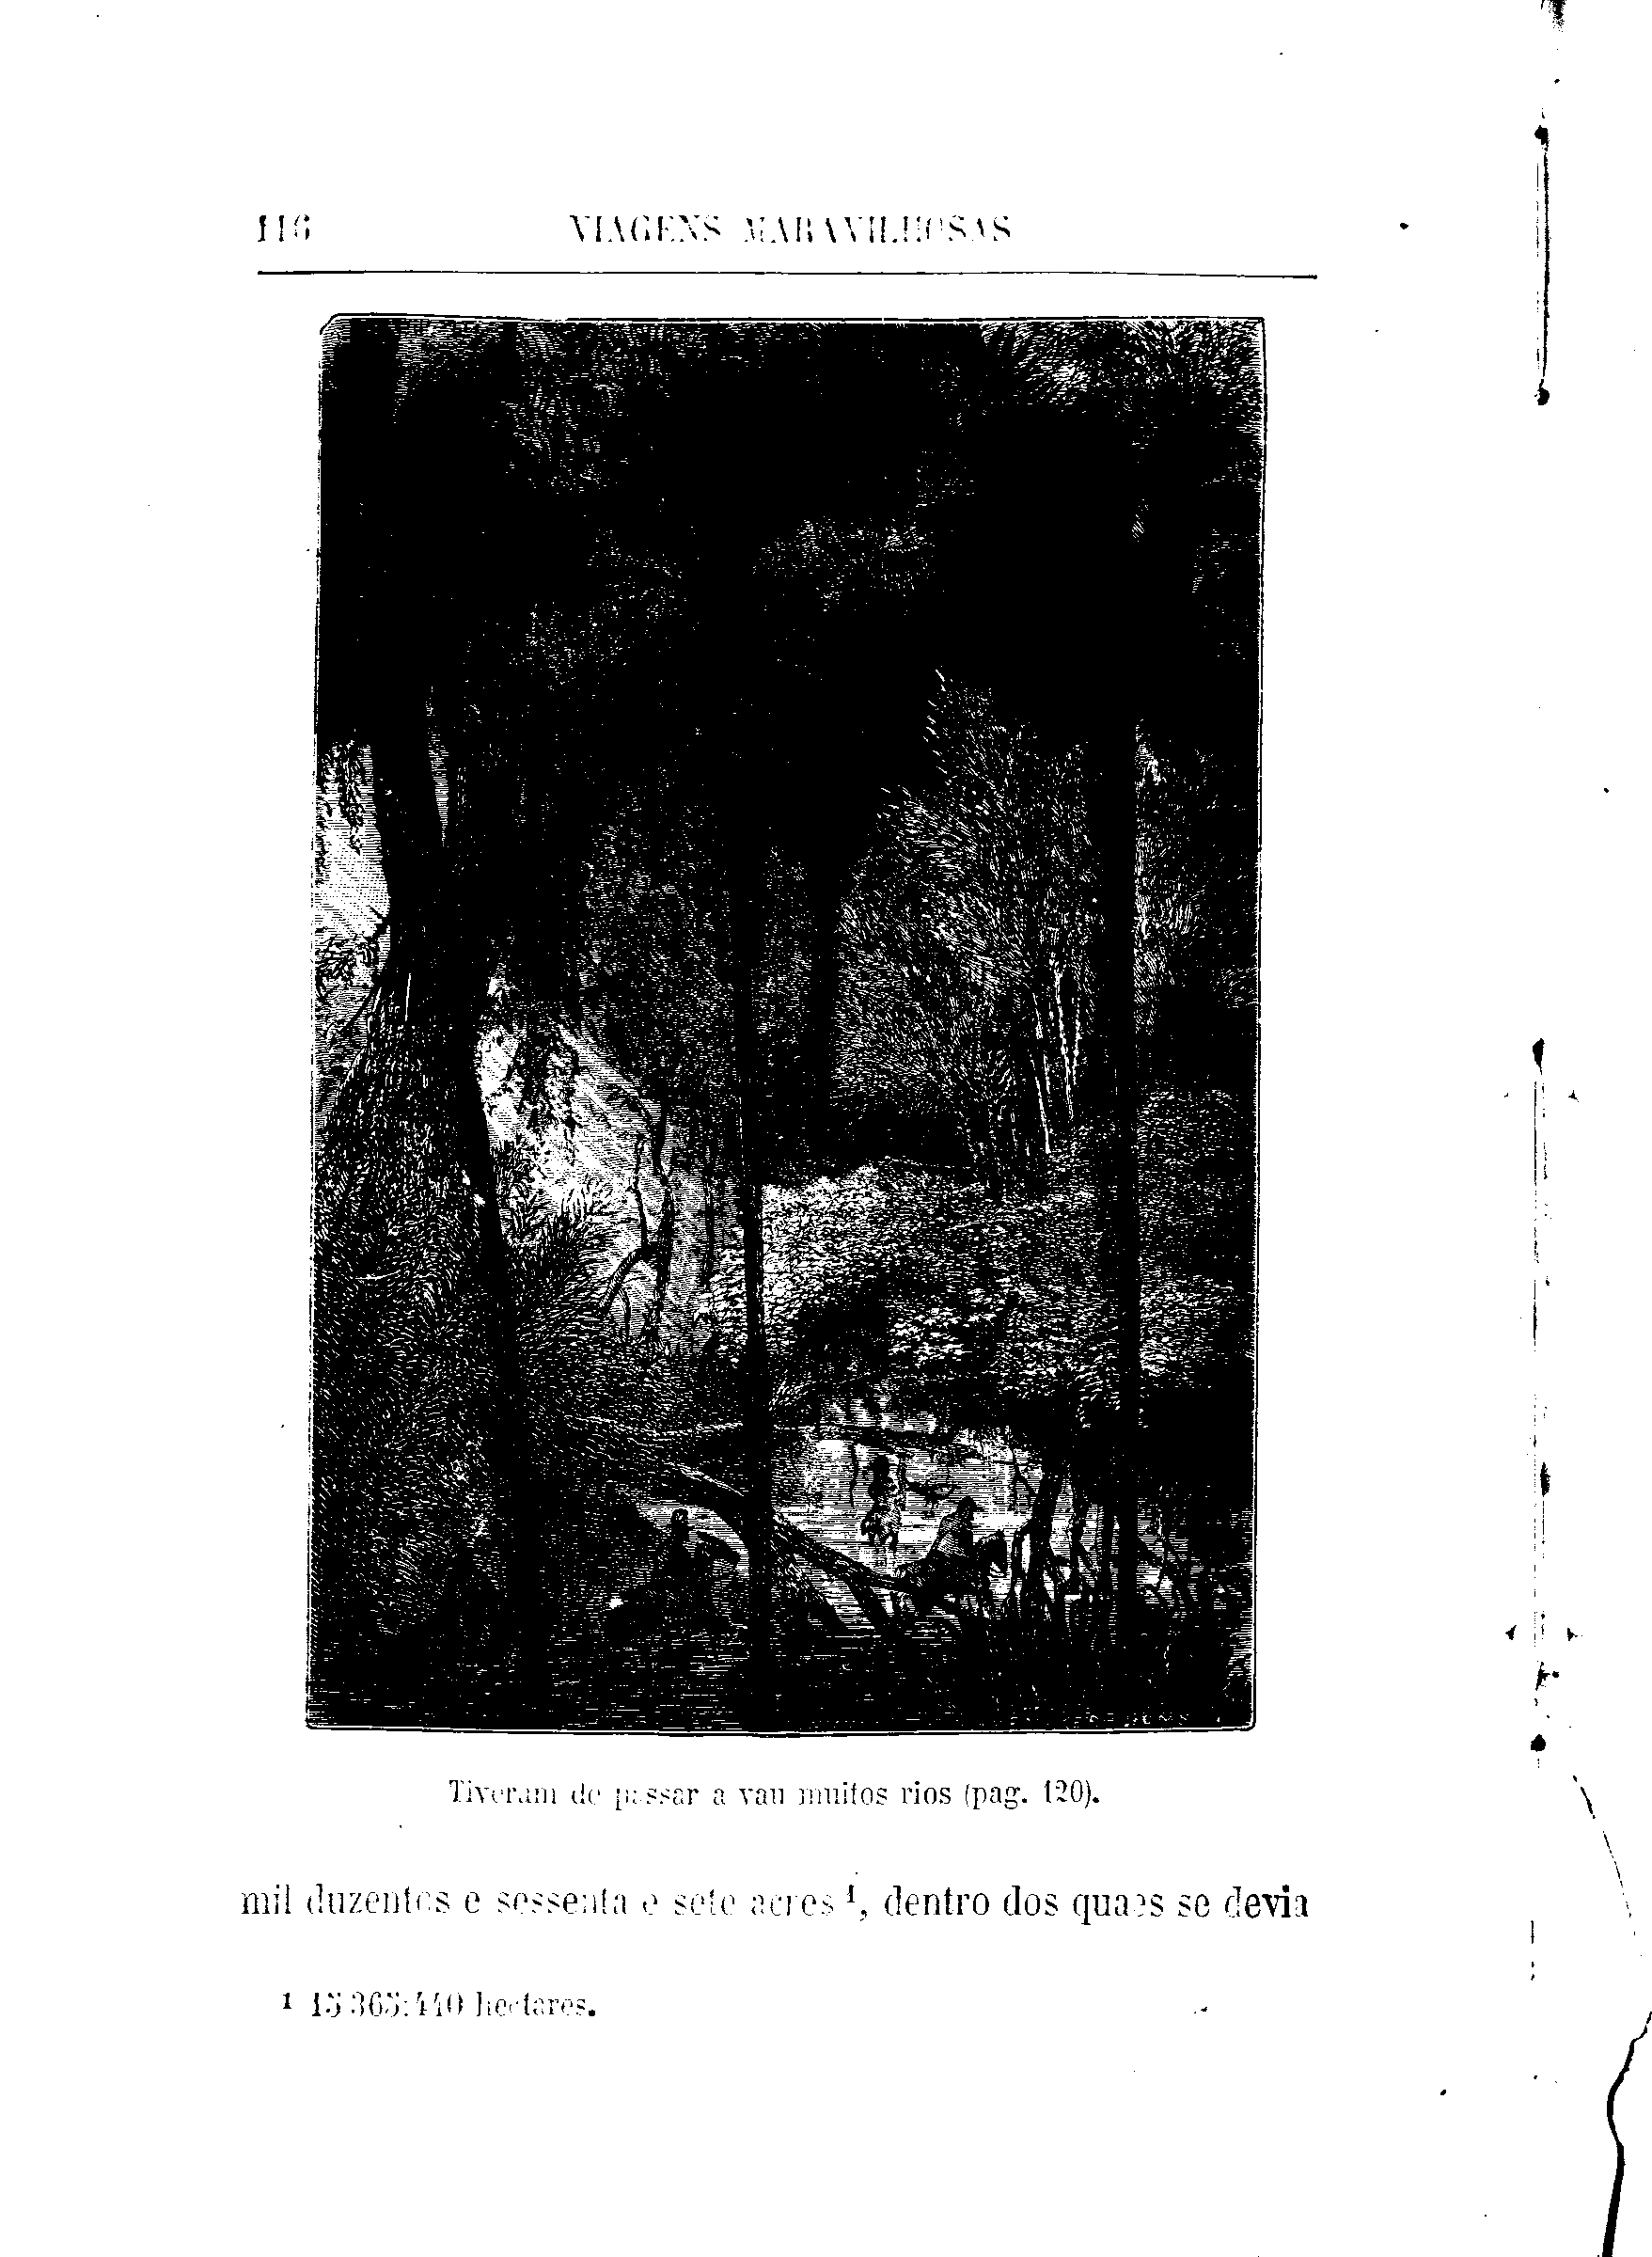 116 VIAGENS MARAVILHOSAS
Tiveram de passar a vau muitos rios (pag. 120).
mil duzentos e sessenta e sete acres ¹, dentro dos quaes se devia
¹ 15 365:440 hectares.